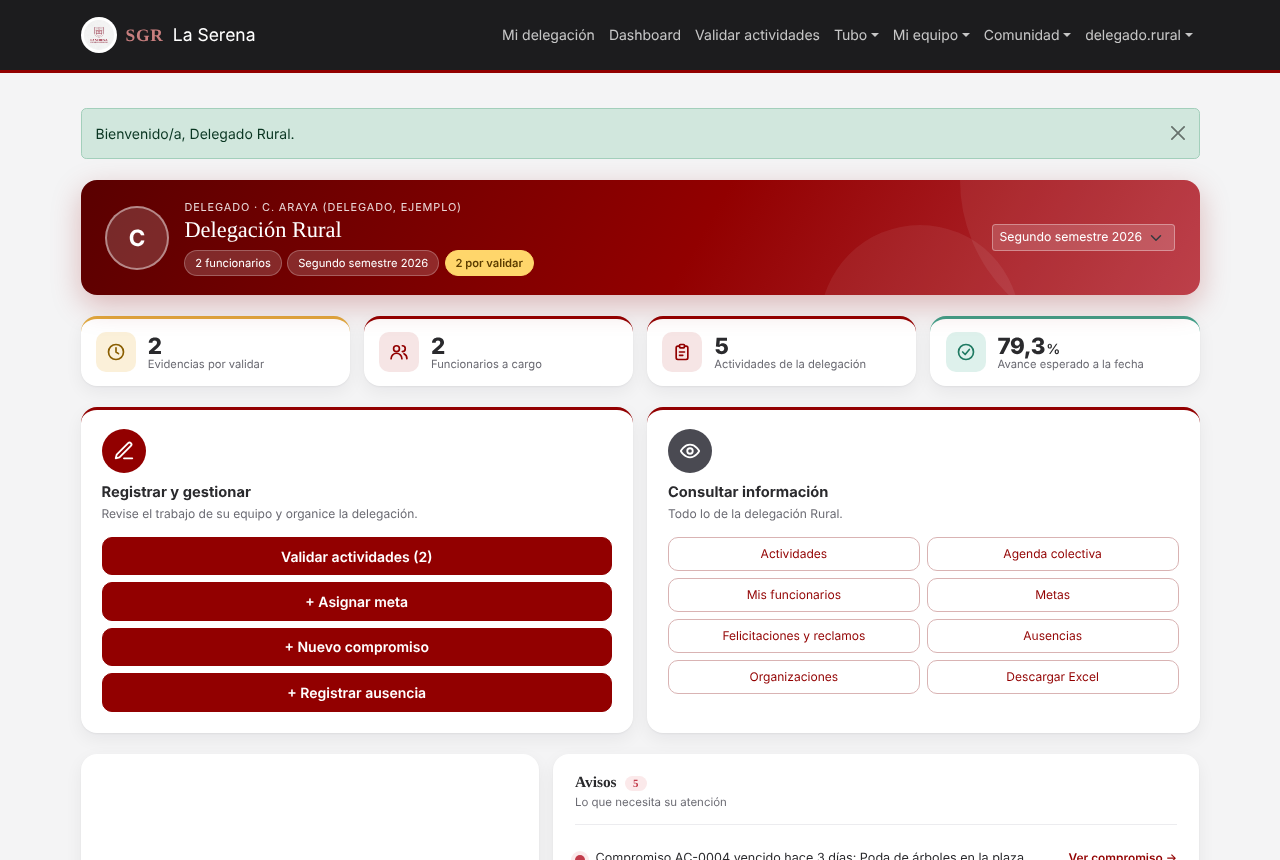 SGR La Serena
Mi delegación
Dashboard
Validar actividades
Tubo
Mi equipo
Comunidad
delegado.rural
Bienvenido/a, Delegado Rural.
DELEGADO · C. ARAYA (DELEGADO, EJEMPLO)
C
Delegación Rural
2 funcionarios
Segundo semestre 2026
2 por validar
Segundo semestre 2026
2
Evidencias por validar
2
Funcionarios a cargo
5
Actividades de la delegación
79,3%
Avance esperado a la fecha
Registrar y gestionar
Revise el trabajo de su equipo y organice la delegación.
Validar actividades (2)
+ Asignar meta
+ Nuevo compromiso
+ Registrar ausencia
Consultar información
Todo lo de la delegación Rural.
Actividades
Agenda colectiva
Mis funcionarios
Metas
Felicitaciones y reclamos
Ausencias
Organizaciones
Descargar Excel
Avisos 5
Lo que necesita su atención
Compromiso AC-0004 vencido hace 3 días: Poda de árboles en la plaza
Ver compromiso →